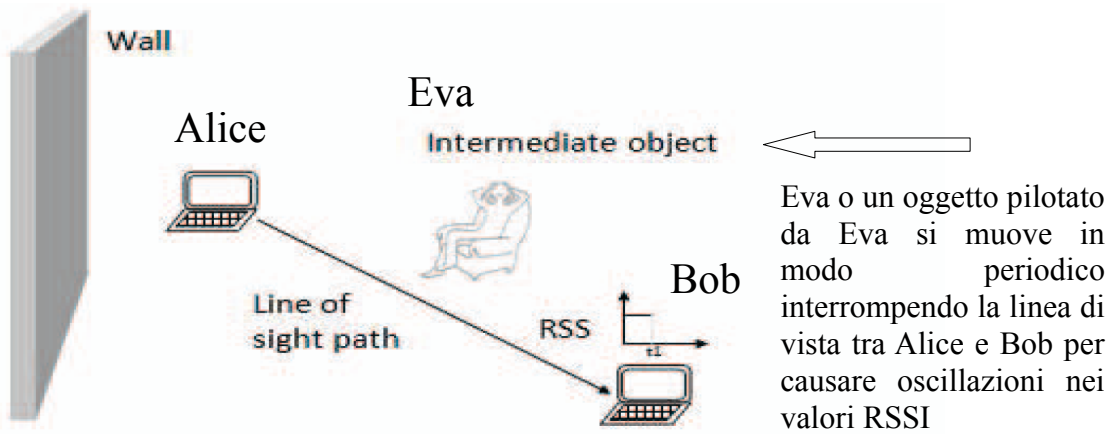 Wall
Eva
Alice
Intermediate object
Eva o un oggetto pilotato
da Eva si muove in
modo periodico
interrompendo la linea di
vista tra Alice e Bob per
causare oscillazioni nei
valori RSSI
Bob
Line of
sight path
RSS
t1